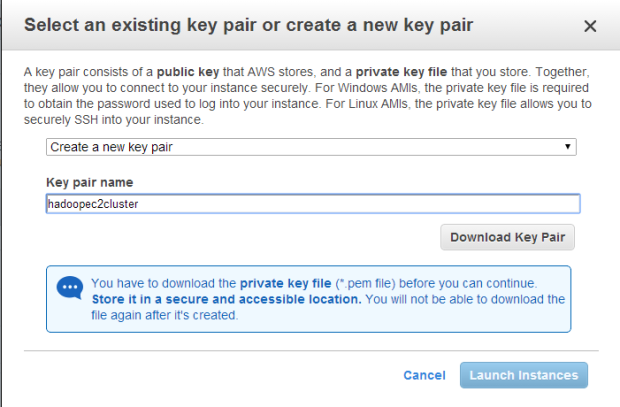 Select an existing key pair or create a new key pair
A key pair consists of a public key that AWS stores, and a private key file that you store. Together,
they allow you to connect to your instance securely. For Windows AMIs, the private key file is required
to obtain the password used to log into your instance. For Linux AMIs, the private key file allows you to
securely SSH into your instance.
Create a new key pair
Key pair name
hadoopec2cluster
Download Key Pair
You have to download the private key file (*.pem file) before you can continue.
Store it in a secure and accessible location. You will not be able to download the
file again after it's created.
Cancel
Launch Instances